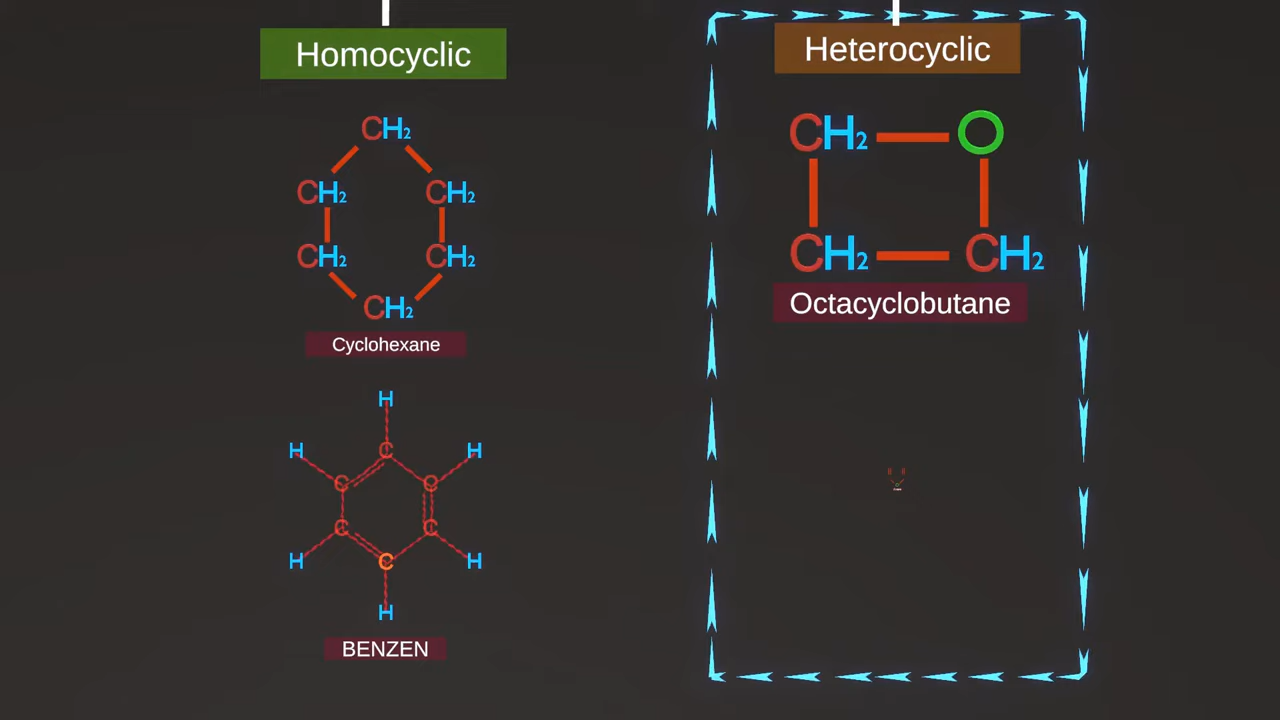 Homocyclic
CH₂
CH₂ CH₂
CH₂ CH₂
CH₂
Cyclohexane
H
H C H
C C
C C
H C H
H
BENZEN
Heterocyclic
CH₂ O
CH₂ CH₂
Octacyclobutane